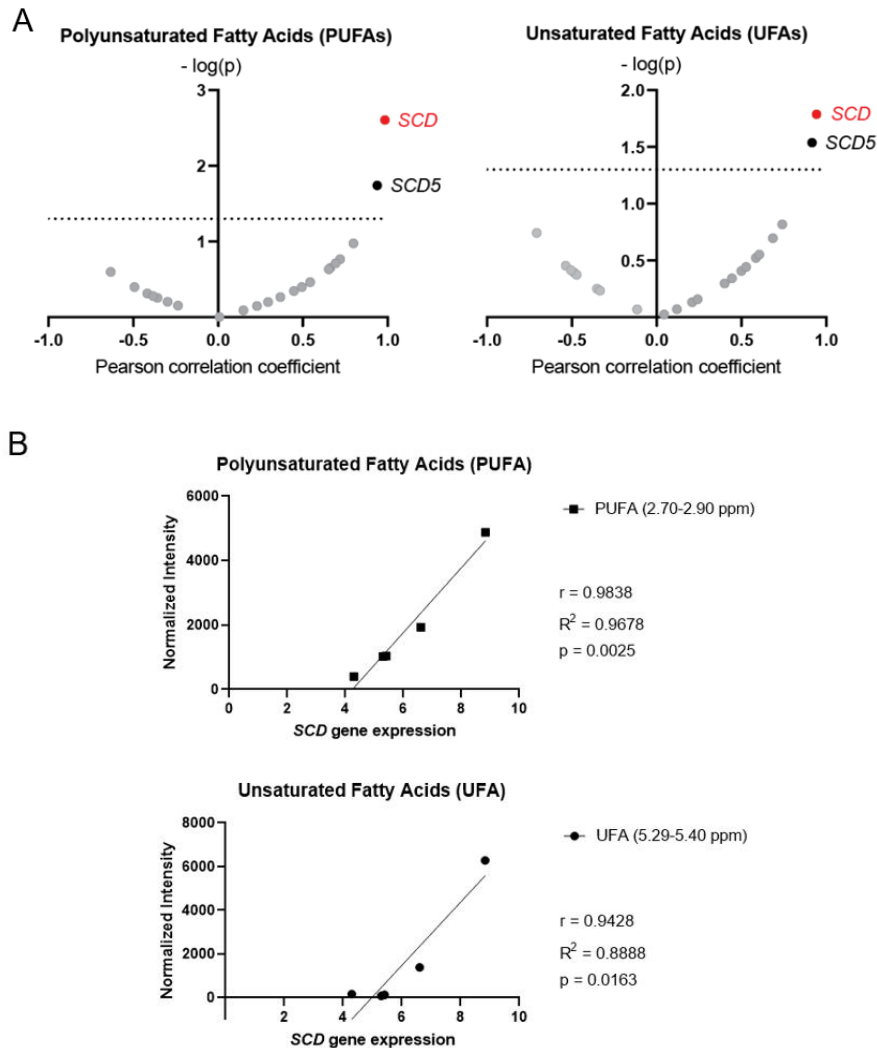 A
Polyunsaturated Fatty Acids (PUFAs)
- log(p)
3
2
1
SCD
SCD5
-1.0 -0.5 0.0 0.5 1.0
Pearson correlation coefficient
Unsaturated Fatty Acids (UFAs)
- log(p)
2.0
1.5
1.0
0.5
SCD
SCD5
-1.0 -0.5 0.0 0.5 1.0
Pearson correlation coefficient
B
Polyunsaturated Fatty Acids (PUFA)
Normalized Intensity
6000
4000
2000
0
0 2 4 6 8 10
SCD gene expression
PUFA (2.70-2.90 ppm)
r = 0.9838
R² = 0.9678
p = 0.0025
Unsaturated Fatty Acids (UFA)
Normalized Intensity
8000
6000
4000
2000
0
2 4 6 8 10
SCD gene expression
UFA (5.29-5.40 ppm)
r = 0.9428
R² = 0.8888
p = 0.0163